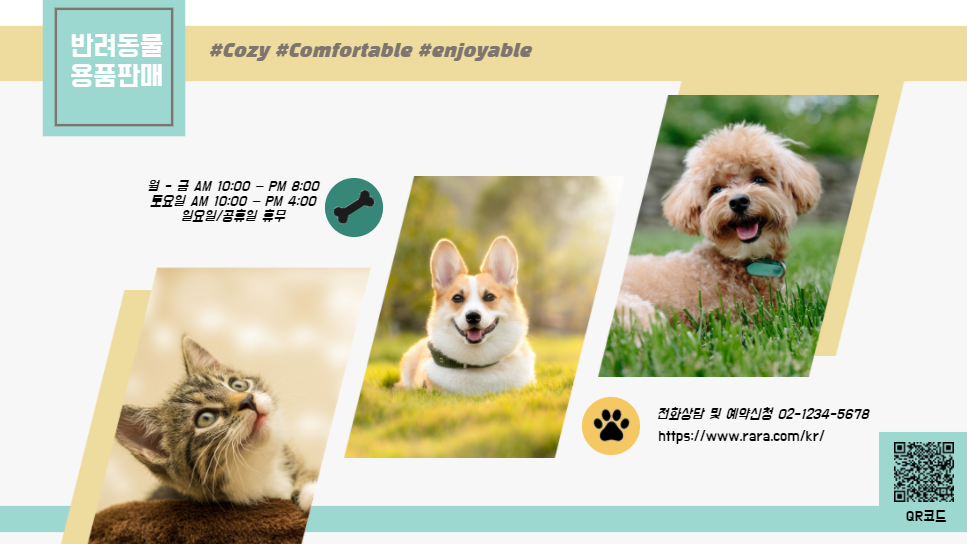 반려동물
용품판매
#Cozy #Comfortable #enjoyable
월 - 금 AM 10:00 – PM 8:00
토요일 AM 10:00 – PM 4:00
일요일/공휴일 휴무
전화상담 및 예약신청 02-1234-5678
https://www.rara.com/kr/
QR코드